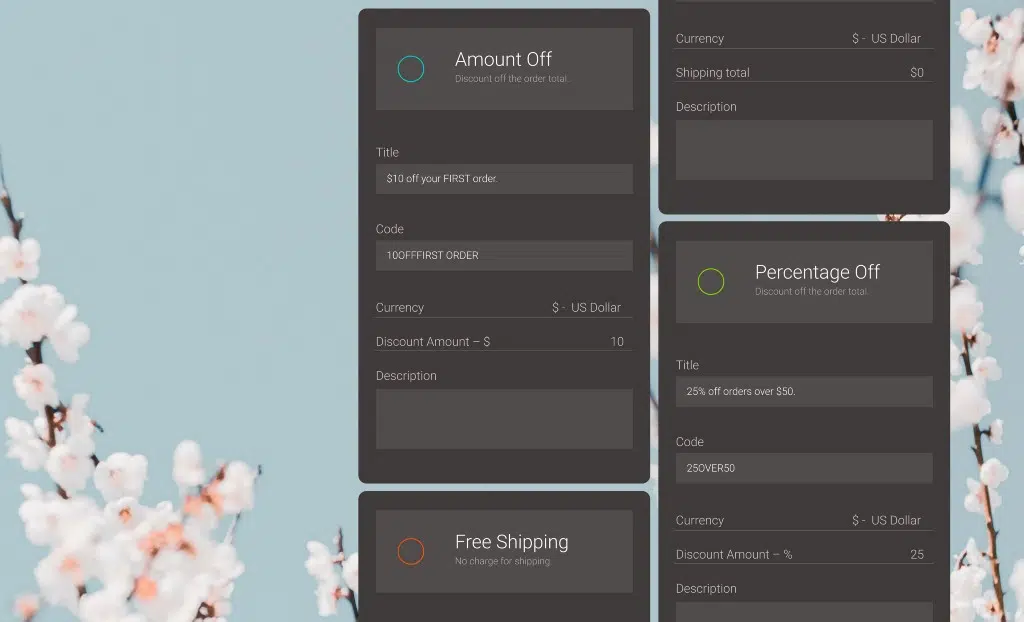 Amount Off
Discount off the order total.
Title
$10 off your FIRST order.
Code
10OFFFIRST ORDER
Currency $ - US Dollar
Discount Amount – $ 10
Description
Free Shipping
No charge for shipping.
Currency $ - US Dollar
Shipping total $0
Description
Percentage Off
Discount off the order total.
Title
25% off orders over $50.
Code
25OVER50
Currency $ - US Dollar
Discount Amount – % 25
Description